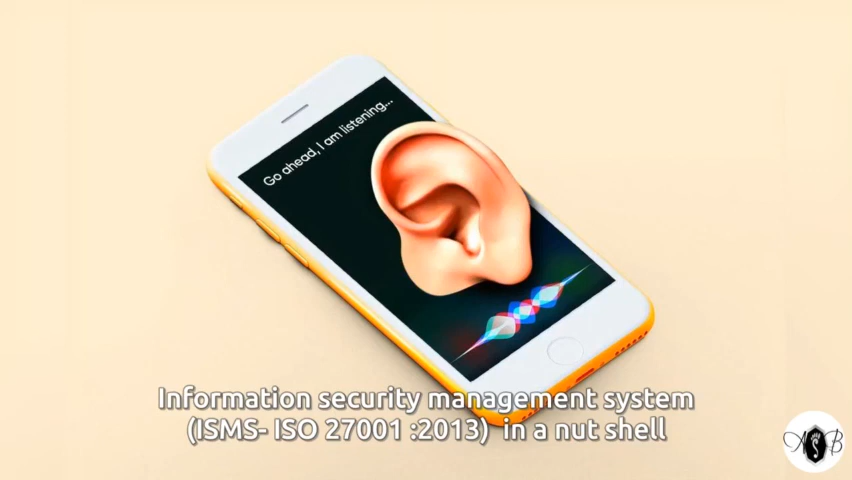 Go ahead, I am listening...
Information security management system
(ISMS- ISO 27001 :2013)  in a nut shell
A B